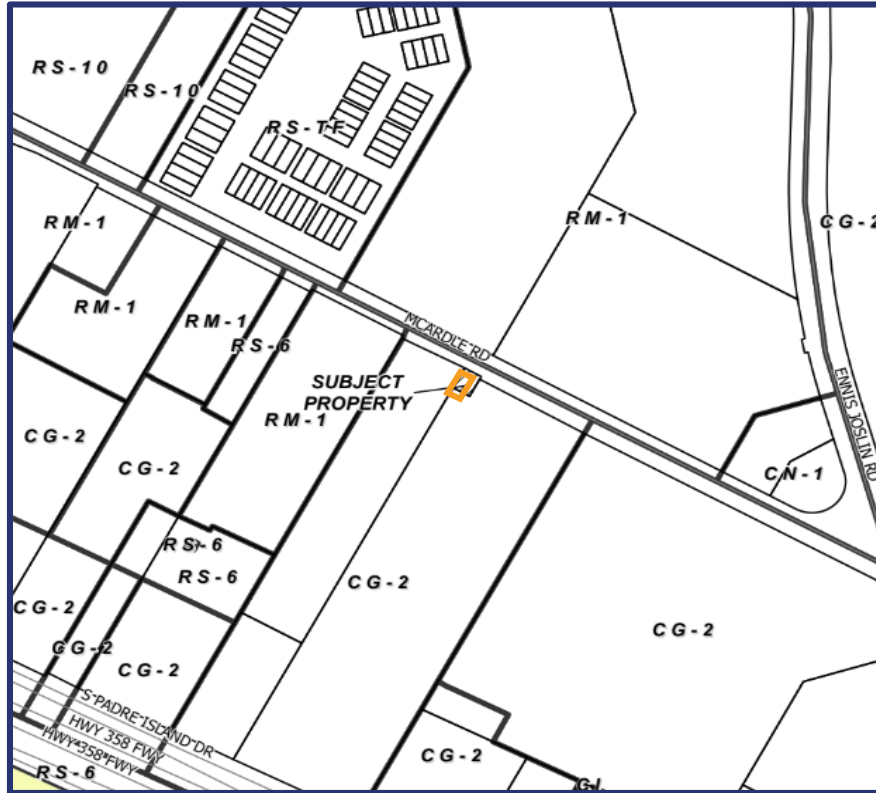 RS-10
RS-10
RS-TF
RM-1
RM-1
CG-2
RM-1
RM-1
RS-6
MCARDLE RD
SUBJECT
PROPERTY
RM-1
ENNIS JOSLIN RD
CG-2
CG-2
CN-1
RS-6
RS-6
CG-2
CG-2
CG-2
CG-2
CG-2
S PADRE ISLAND DR
HWY 358 FWY
HWY 358 FWY
RS-6
CG-2